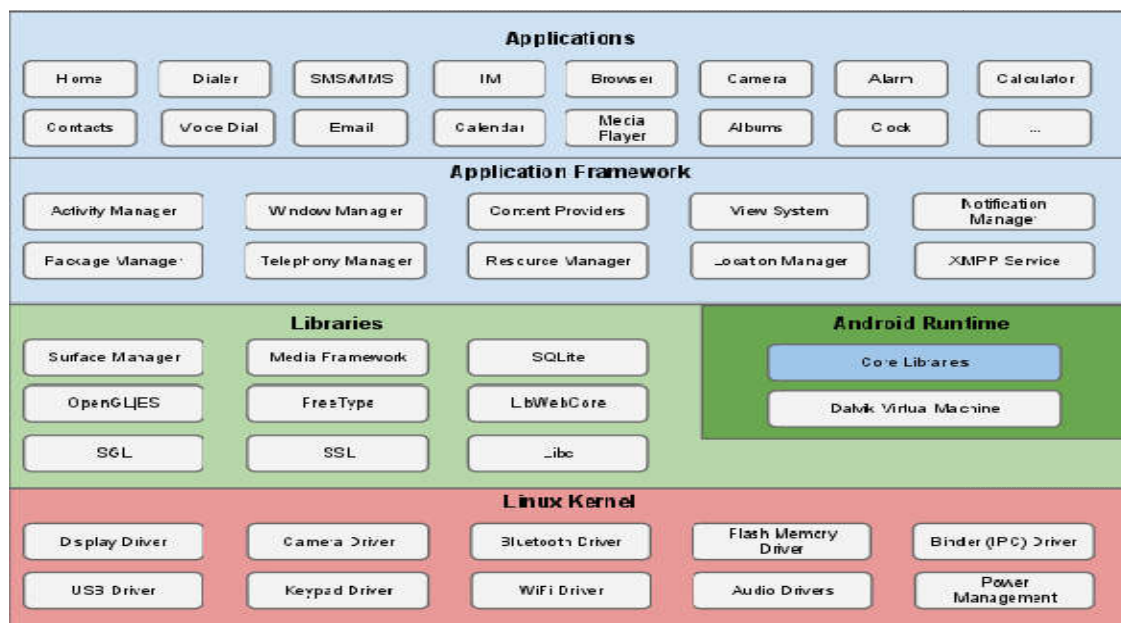 Applications
Home Dialer SMS/MMS IM Browser Camera Alarm Calculator
Contacts Voice Dial Email Calendar Media Player Albums Clock ...
Application Framework
Activity Manager Window Manager Content Providers View System Notification Manager
Package Manager Telephony Manager Resource Manager Location Manager XMPP Service
Libraries Android Runtime
Surface Manager Media Framework SQLite Core Libraries
OpenGL|ES FreeType LibWebCore Dalvik Virtual Machine
SGL SSL Libc
Linux Kernel
Display Driver Camera Driver Bluetooth Driver Flash Memory Driver Binder (IPC) Driver
USB Driver Keypad Driver WiFi Driver Audio Drivers Power Management